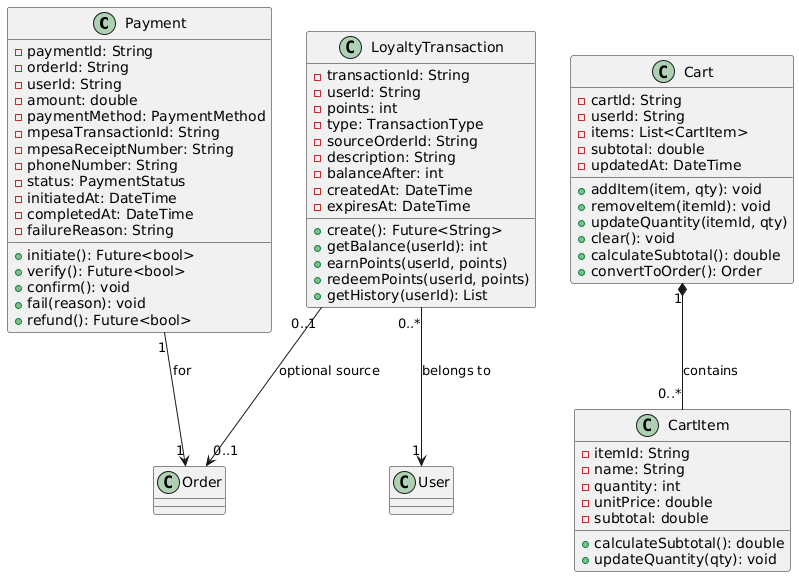 C Payment
paymentId: String
orderId: String
userId: String
amount: double
paymentMethod: PaymentMethod
mpesaTransactionId: String
mpesaReceiptNumber: String
phoneNumber: String
status: PaymentStatus
initiatedAt: DateTime
completedAt: DateTime
failureReason: String
initiate(): Future<bool>
verify(): Future<bool>
confirm(): void
fail(reason): void
refund(): Future<bool>
C LoyaltyTransaction
transactionId: String
userId: String
points: int
type: TransactionType
sourceOrderId: String
description: String
balanceAfter: int
createdAt: DateTime
expiresAt: DateTime
create(): Future<String>
getBalance(userId): int
earnPoints(userId, points)
redeemPoints(userId, points)
getHistory(userId): List
C Cart
cartId: String
userId: String
items: List<CartItem>
subtotal: double
updatedAt: DateTime
addItem(item, qty): void
removeItem(itemId): void
updateQuantity(itemId, qty)
clear(): void
calculateSubtotal(): double
convertToOrder(): Order
1
for
1
0..1
optional source
0..1
0..*
belongs to
1
1
contains
0..*
C Order
C User
C CartItem
itemId: String
name: String
quantity: int
unitPrice: double
subtotal: double
calculateSubtotal(): double
updateQuantity(qty): void